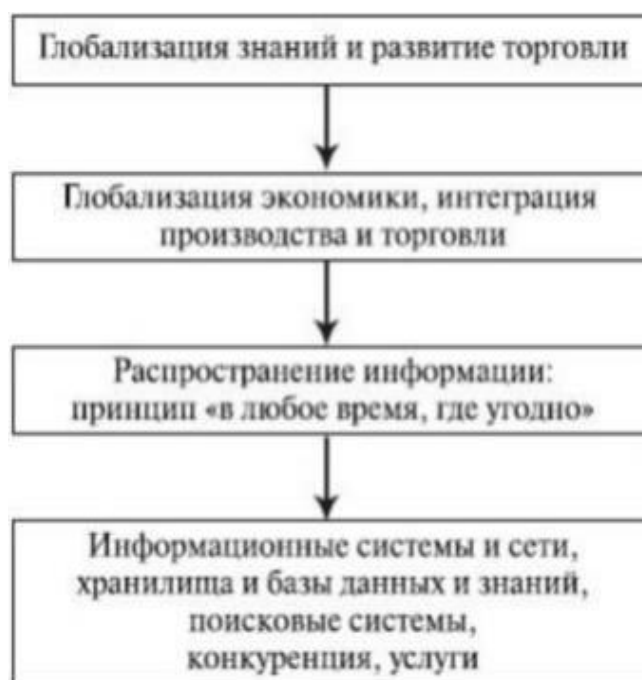 Глобализация знаний и развитие торговли
Глобализация экономики, интеграция
производства и торговли
Распространение информации:
принцип «в любое время, где угодно»
Информационные системы и сети,
хранилища и базы данных и знаний,
поисковые системы,
конкуренция, услуги